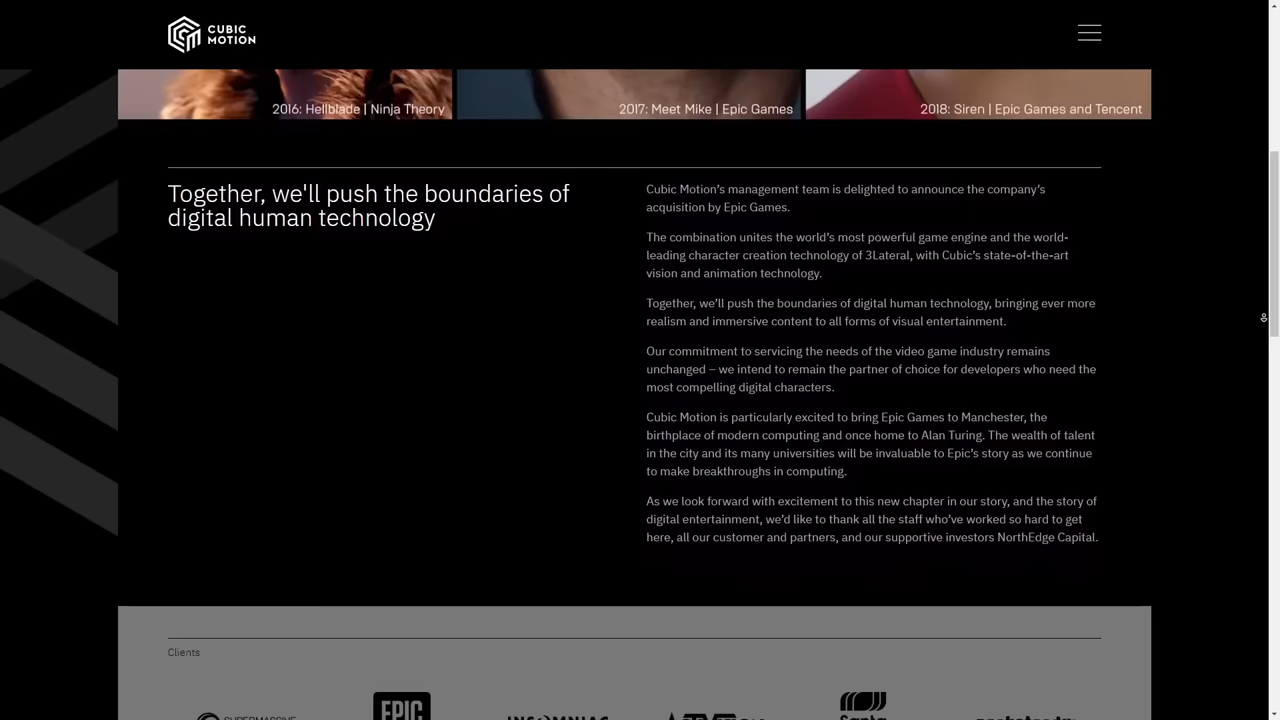 CUBIC
MOTION
2016: Hellblade | Ninja Theory
2017: Meet Mike | Epic Games
2018: Siren | Epic Games and Tencent
Together, we'll push the boundaries of
digital human technology
Cubic Motion’s management team is delighted to announce the company’s
acquisition by Epic Games.
The combination unites the world’s most powerful game engine and the world-
leading character creation technology of 3Lateral, with Cubic’s state-of-the-art
vision and animation technology.
Together, we’ll push the boundaries of digital human technology, bringing ever more
realism and immersive content to all forms of visual entertainment.
Our commitment to servicing the needs of the video game industry remains
unchanged – we intend to remain the partner of choice for developers who need the
most compelling digital characters.
Cubic Motion is particularly excited to bring Epic Games to Manchester, the
birthplace of modern computing and once home to Alan Turing. The wealth of talent
in the city and its many universities will be invaluable to Epic’s story as we continue
to make breakthroughs in computing.
As we look forward with excitement to this new chapter in our story, and the story of
digital entertainment, we’d like to thank all the staff who’ve worked so hard to get
here, all our customer and partners, and our supportive investors NorthEdge Capital.
Clients
SUPERMASSIVE
EPIC
INSOMNIAC
Santa